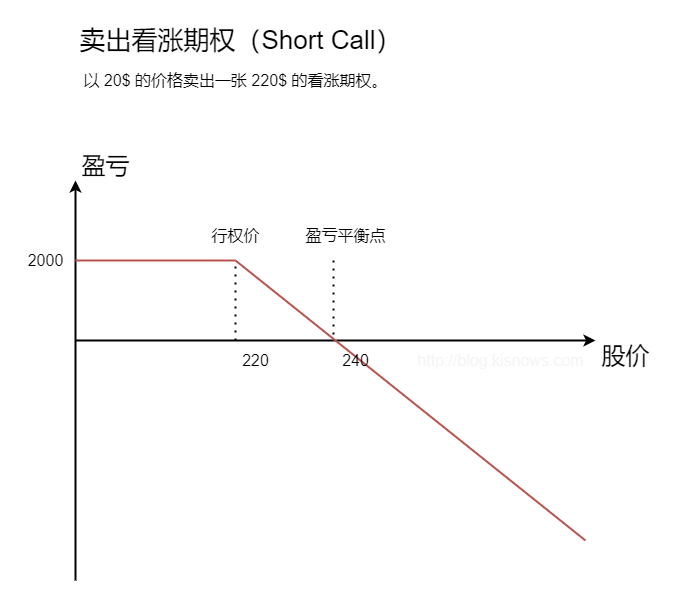 卖出看涨期权（Short Call）
以 20$ 的价格卖出一张 220$ 的看涨期权。
盈亏
行权价
盈亏平衡点
2000
220
240
http://blog.kisnows.com
股价